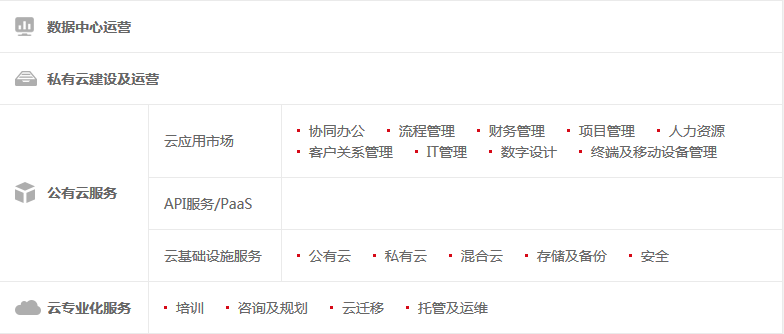 数据中心运营
私有云建设及运营
公有云服务
云应用市场
协同办公 流程管理 财务管理 项目管理 人力资源
客户关系管理 IT管理 数字设计 终端及移动设备管理
API服务/PaaS
云基础设施服务
公有云 私有云 混合云 存储及备份 安全
云专业化服务
培训 咨询及规划 云迁移 托管及运维